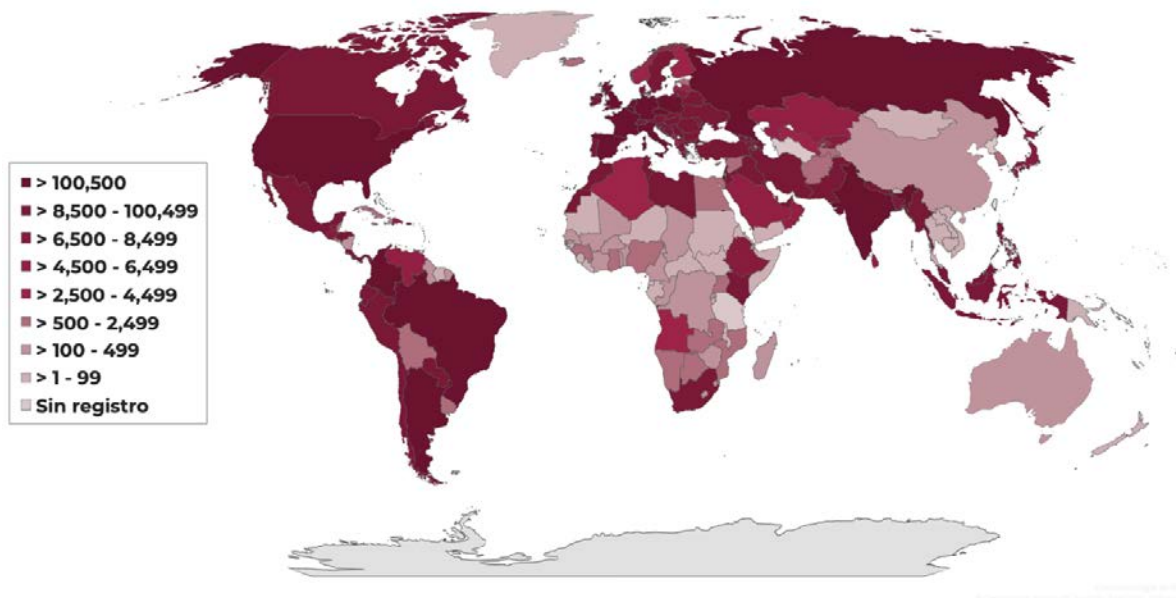 > 100,500
> 8,500 - 100,499
> 6,500 - 8,499
> 4,500 - 6,499
> 2,500 - 4,499
> 500 - 2,499
> 100 - 499
> 1 - 99
Sin registro